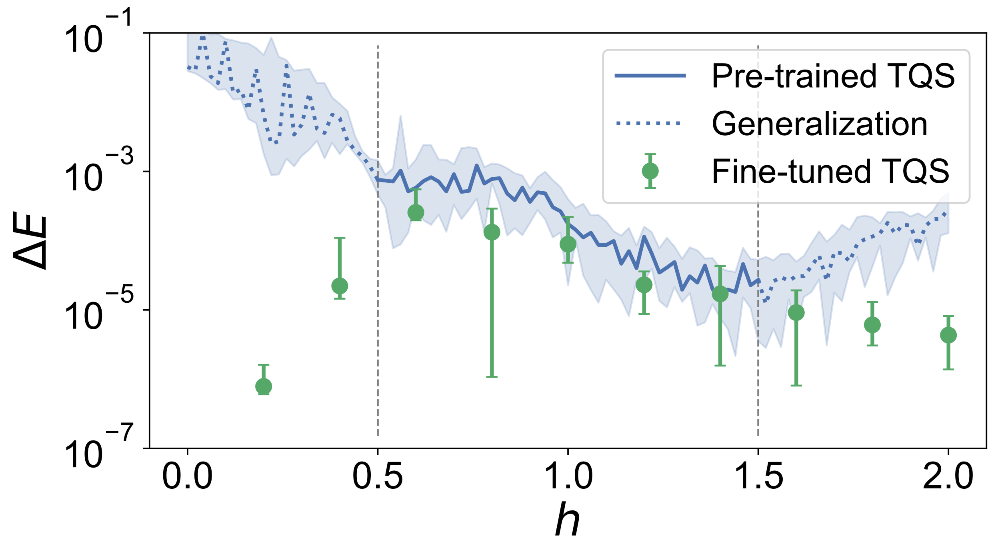 Pre-trained TQS
Generalization
Fine-tuned TQS
10⁻¹
10⁻³
10⁻⁵
10⁻⁷
ΔE
0.0 0.5 1.0 1.5 2.0
h